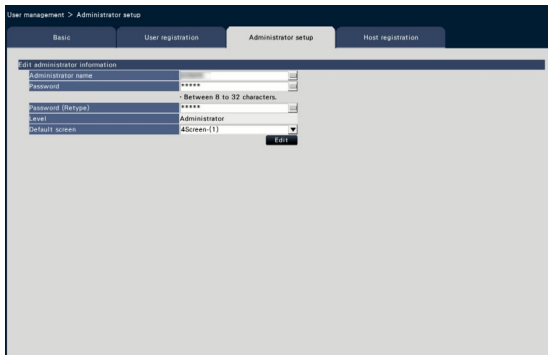 User management > Administrator setup
Basic User registration Administrator setup Host registration
Edit administrator information
Administrator name
Password *****
・Between 8 to 32 characters.
Password (Retype) *****
Level Administrator
Default screen 4Screen-(1)
Edit